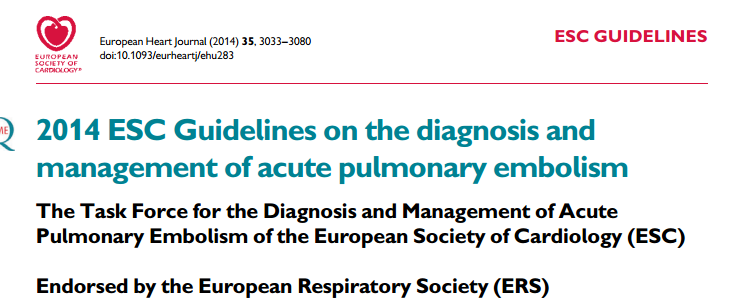 EUROPEAN
SOCIETY OF
CARDIOLOGY®
European Heart Journal (2014) 35, 3033–3080
doi:10.1093/eurheartj/ehu283
ESC GUIDELINES
ME
2014 ESC Guidelines on the diagnosis and
management of acute pulmonary embolism
The Task Force for the Diagnosis and Management of Acute
Pulmonary Embolism of the European Society of Cardiology (ESC)
Endorsed by the European Respiratory Society (ERS)